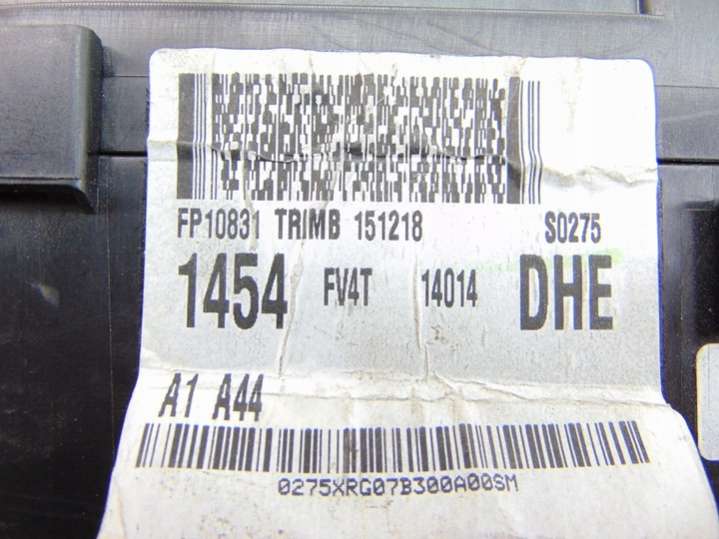 FP10831 TRIMB 151218 S0275
1454 FV4T 14014 DHE
A1 A44
0275XRG07B300A00SM